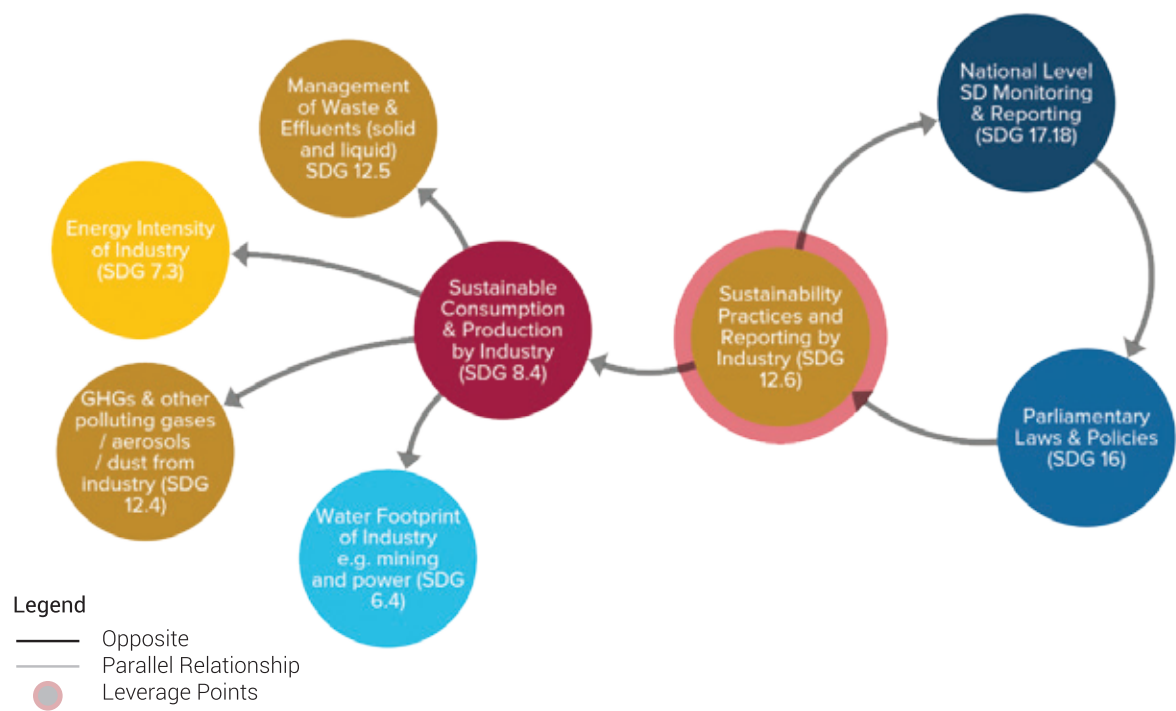 Management
of Waste &
Effluents (solid
and liquid)
SDG 12.5
Energy Intensity
of Industry
(SDG 7.3)
GHGs & other
polluting gases
/ aerosols
/ dust from
industry (SDG
12.4)
Sustainable
Consumption
& Production
by Industry
(SDG 8.4)
Water Footprint
of Industry
e.g. mining
and power (SDG
6.4)
Sustainability
Practices and
Reporting by
Industry (SDG
12.6)
National Level
SD Monitoring
& Reporting
(SDG 17.18)
Parliamentary
Laws & Policies
(SDG 16)
Legend
Opposite
Parallel Relationship
Leverage Points